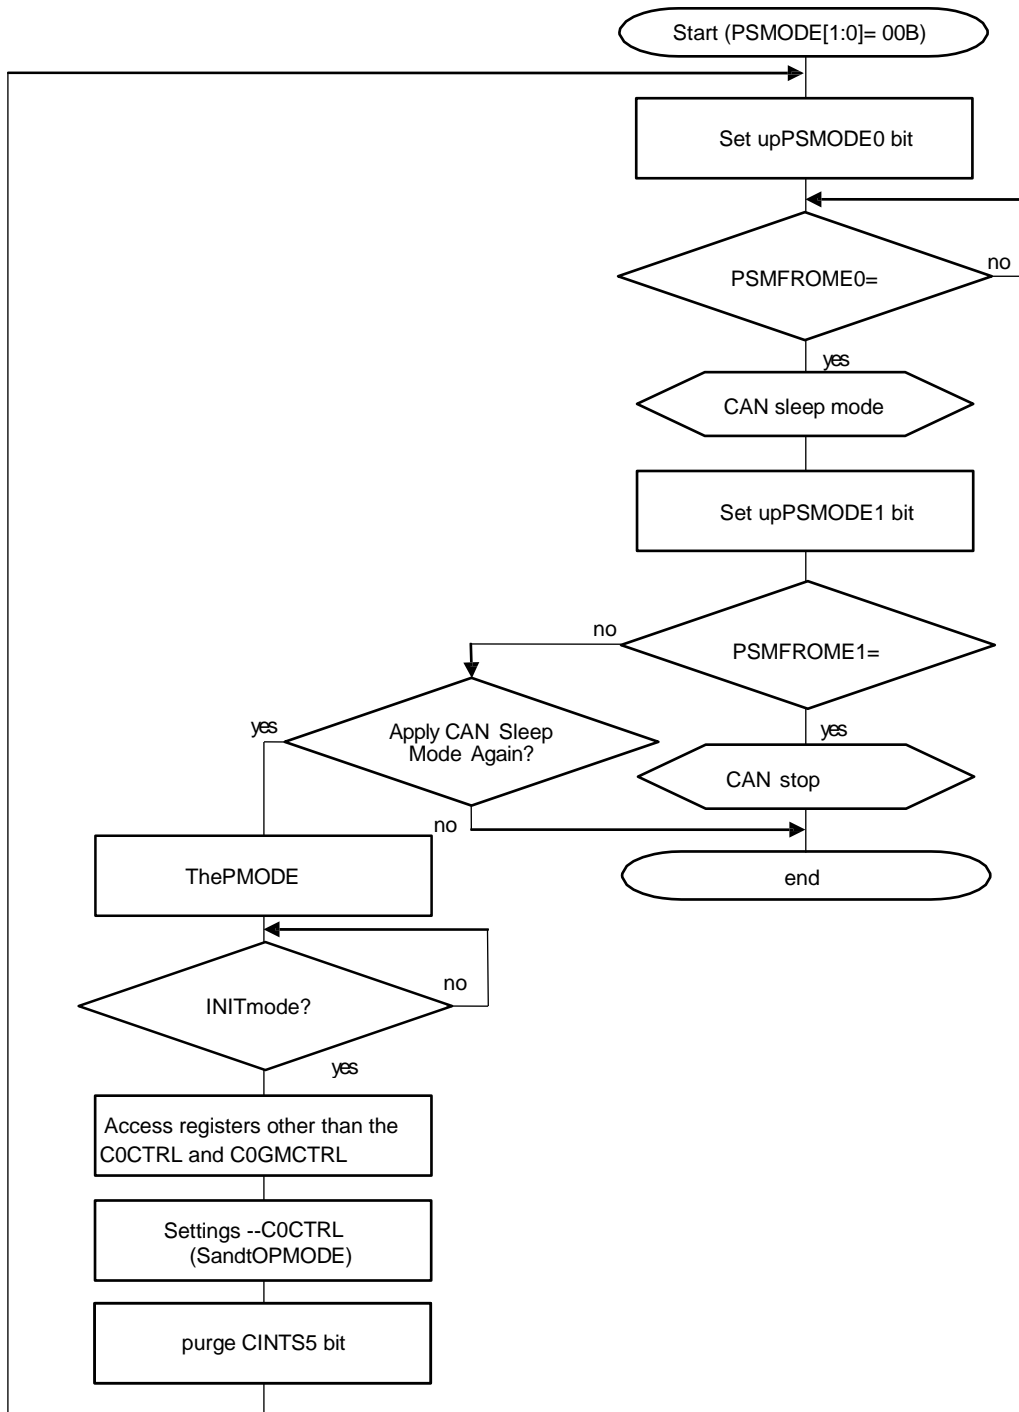 Start (PSMODE[1:0]= 00B)
Set upPSMODE0 bit
PSMFROME0=
no
yes
CAN sleep mode
Set upPSMODE1 bit
PSMFROME1=
no
yes
Apply CAN Sleep
Mode Again?
yes
no
CAN stop
end
ThePMODE
INITmode?
no
yes
Access registers other than the
C0CTRL and C0GMCTRL
Settings --C0CTRL
(SandtOPMODE)
purge CINTS5 bit